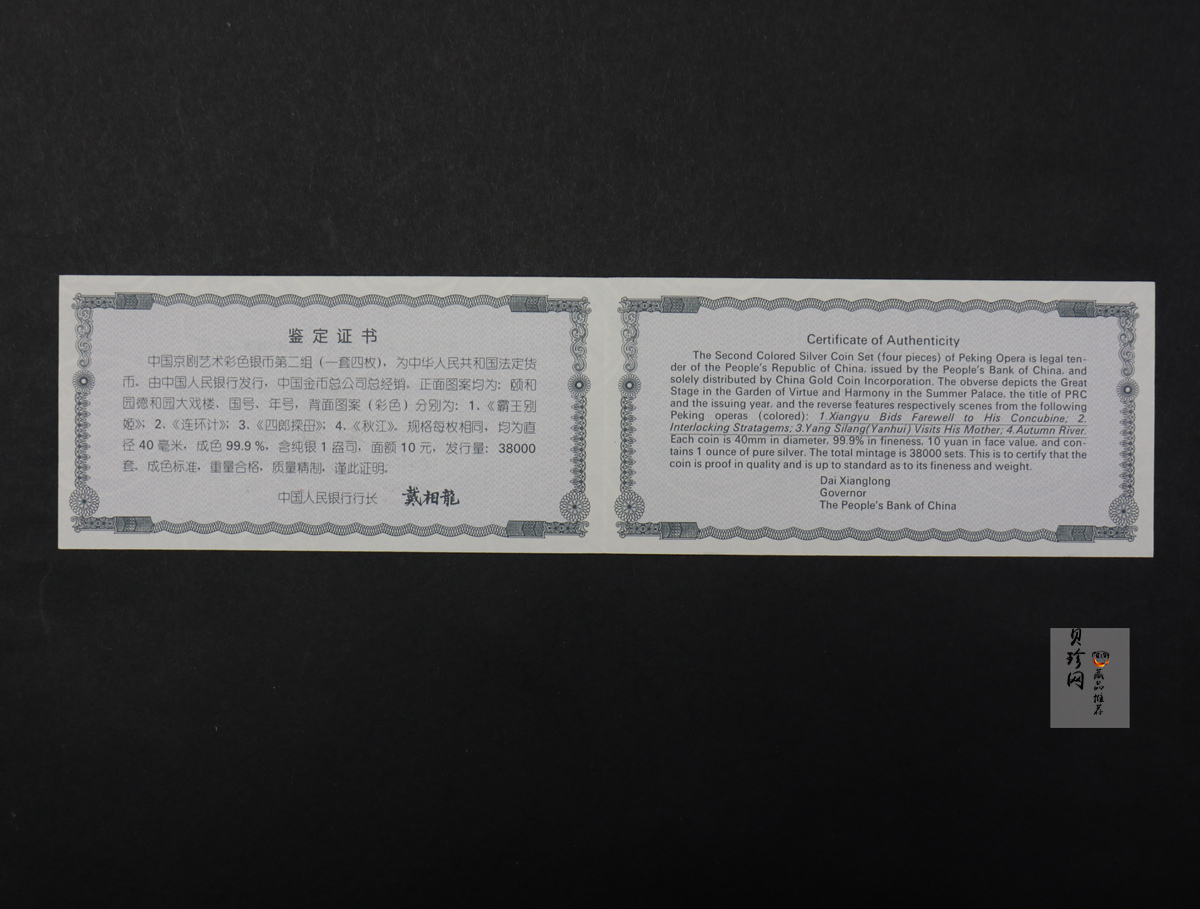 鉴定证书
中国京剧艺术彩色银币第二组（一套四枚），为中华人民共和国法定货
币。由中国人民银行发行，中国金币总公司总经销。正面图案均为：颐和
园德和园大戏楼、国号、年号，背面图案（彩色）分别为：1.《霸王别
姬》；2.《连环计》；3.《四郎探母》；4.《秋江》。规格每枚相同，均为直
径40毫米，成色99.9%，含纯银1盎司，面额10元，发行量：38000
套。成色标准，重量合格，质量精制，谨此证明。
中国人民银行行长 戴相龍
Certificate of Authenticity
The Second Colored Silver Coin Set (four pieces) of Peking Opera is legal ten-
der of the People's Republic of China, issued by the People's Bank of China, and
solely distributed by China Gold Coin Incorporation. The obverse depicts the Great
Stage in the Garden of Virtue and Harmony in the Summer Palace, the title of PRC
and the issuing year, and the reverse features respectively scenes from the following
Peking operas (colored): 1.Xiangyu Bids Farewell to His Concubine; 2.
Interlocking Stratagems; 3.Yang Silang(Yanhui) Visits His Mother; 4.Autumn River.
Each coin is 40mm in diameter, 99.9% in fineness, 10 yuan in face value, and con-
tains 1 ounce of pure silver. The total mintage is 38000 sets. This is to certify that the
coin is proof in quality and is up to standard as to its fineness and weight.
Dai Xianglong
Governor
The People's Bank of China
贝珍网
藏品推荐